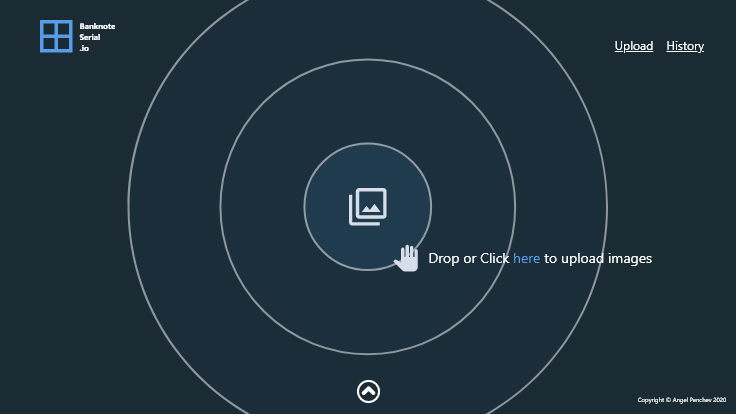 Banknote
Serial
.io
Upload History
Drop or Click here to upload images
Copyright © Angel Penchev 2020